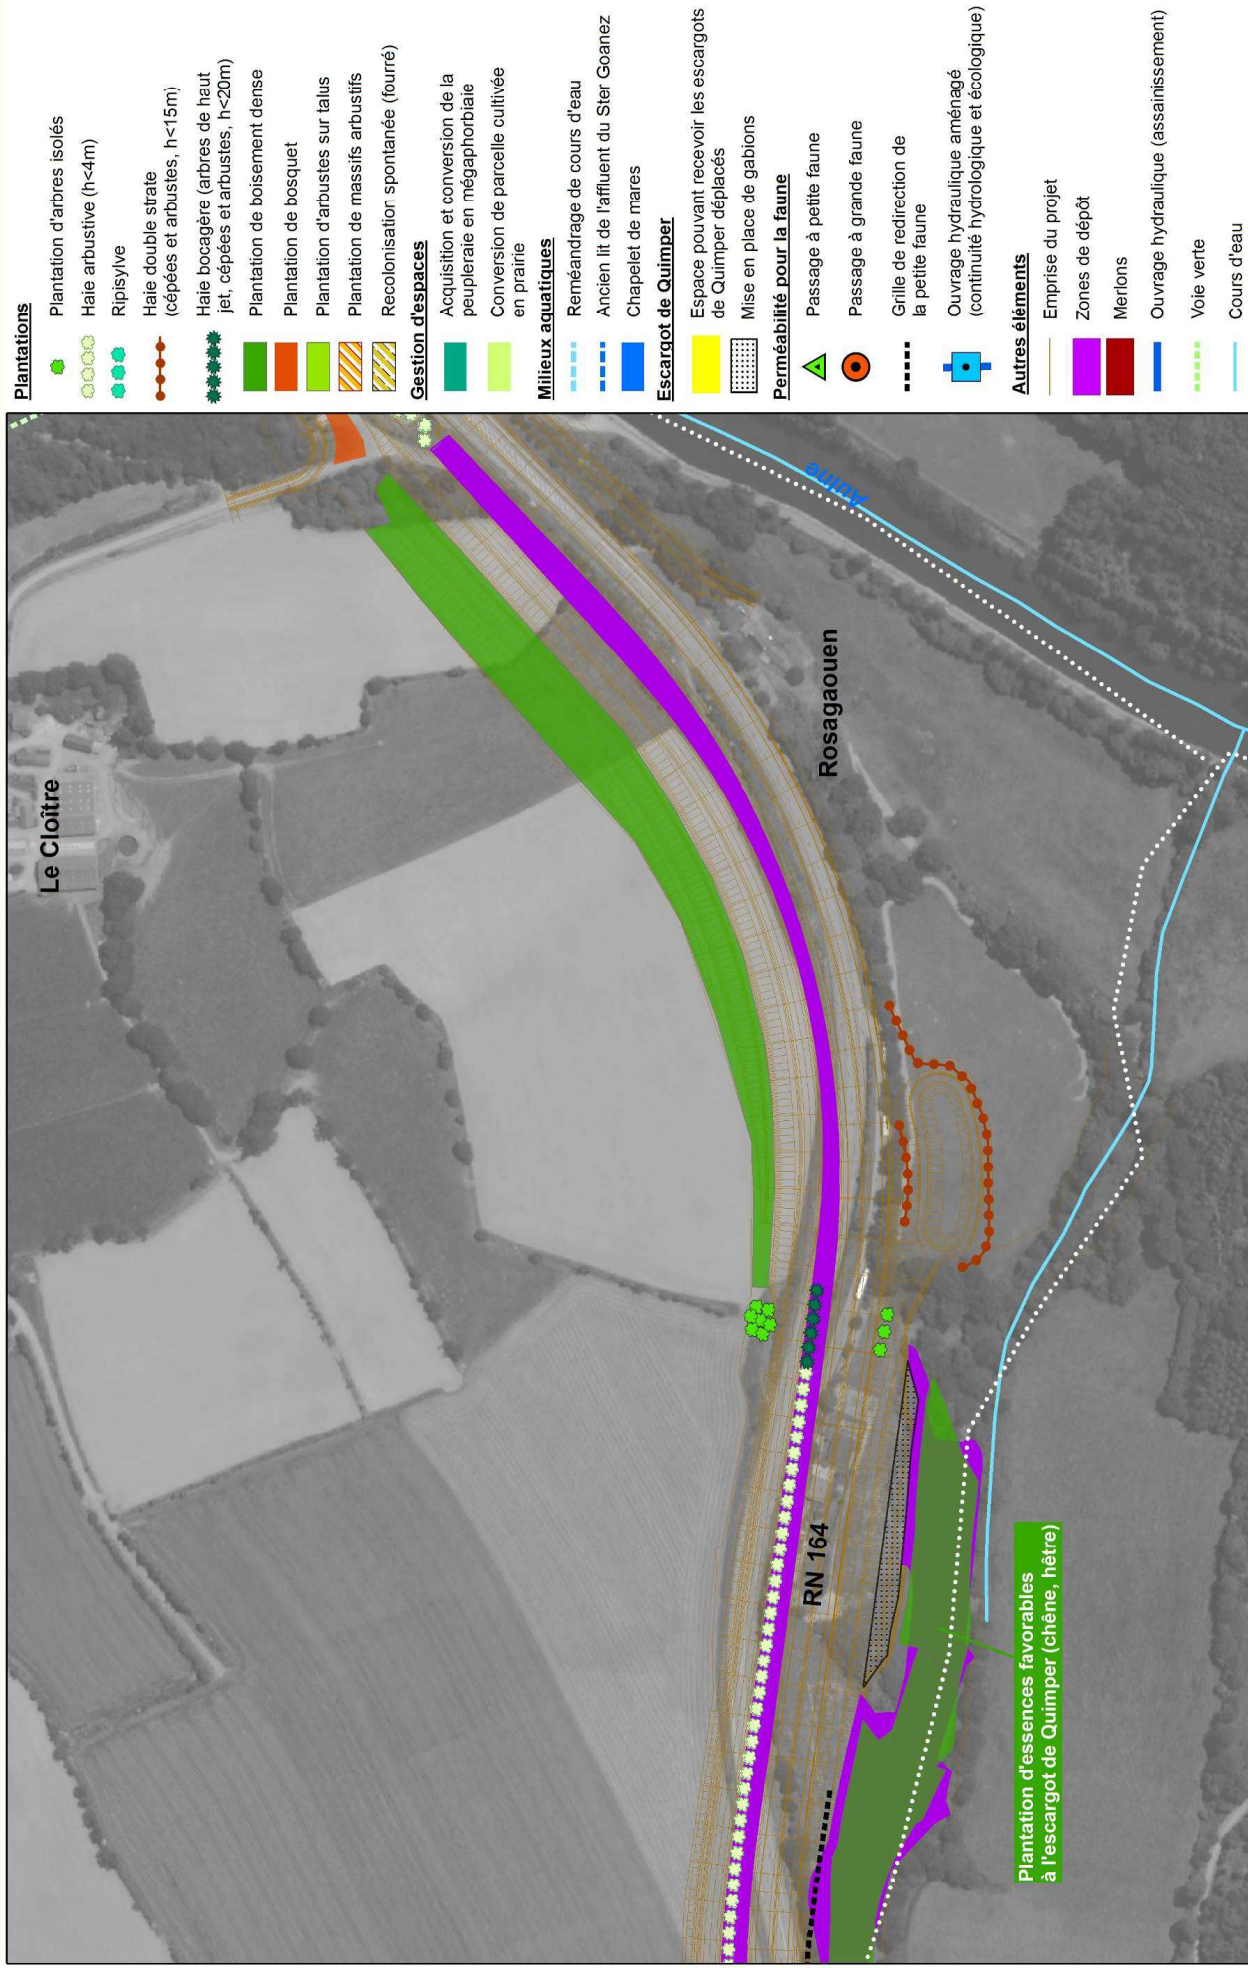 Plantations
Plantation d'arbres isolés
Haie arbustive (h<4m)
Ripisylve
Haie double strate
(cépées et arbustes, h<15m)
Haie bocagère (arbres de haut
jet, cépées et arbustes, h<20m)
Plantation de boisement dense
Plantation de bosquet
Plantation d'arbustes sur talus
Plantation de massifs arbustifs
Recolonisation spontanée (fourré)
Gestion d'espaces
Acquisition et conversion de la
peupleraie en mégaphorbiaie
Conversion de parcelle cultivée
en prairie
Milieux aquatiques
Reméandrage de cours d'eau
Ancien lit de l'affluent du Ster Goanez
Chapelet de mares
Escargot de Quimper
Espace pouvant recevoir les escargots
de Quimper déplacés
Mise en place de gabions
Perméabilité pour la faune
Passage à petite faune
Passage à grande faune
Grille de redirection de
la petite faune
Ouvrage hydraulique aménagé
(continuité hydrologique et écologique)
Autres éléments
Emprise du projet
Zones de dépôt
Merlons
Ouvrage hydraulique (assainissement)
Voie verte
Cours d'eau
Le Cloître
Aulne
Rosagaouen
RN 164
Plantation d'essences favorables
à l'escargot de Quimper (chêne, hêtre)